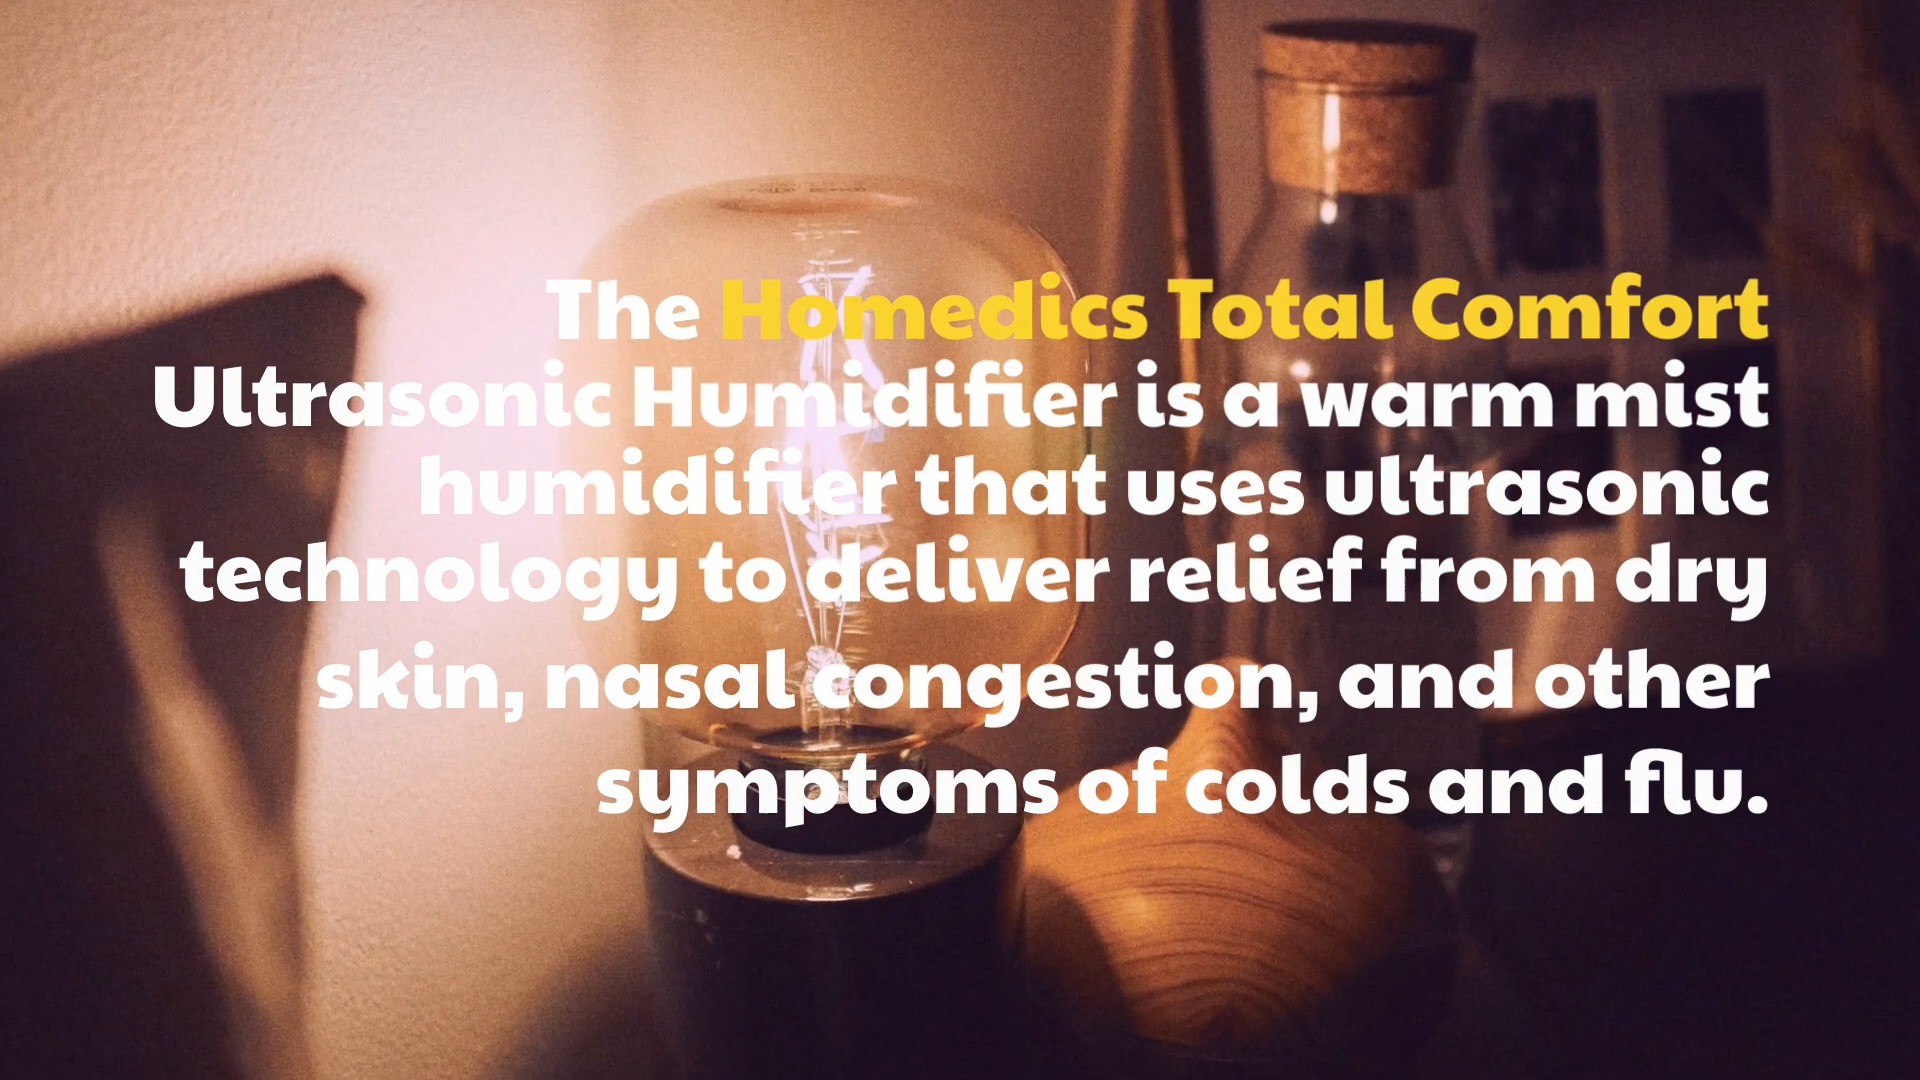 The Homedics Total Comfort
Ultrasonic Humidifier is a warm mist
humidifier that uses ultrasonic
technology to deliver relief from dry
skin, nasal congestion, and other
symptoms of colds and flu.